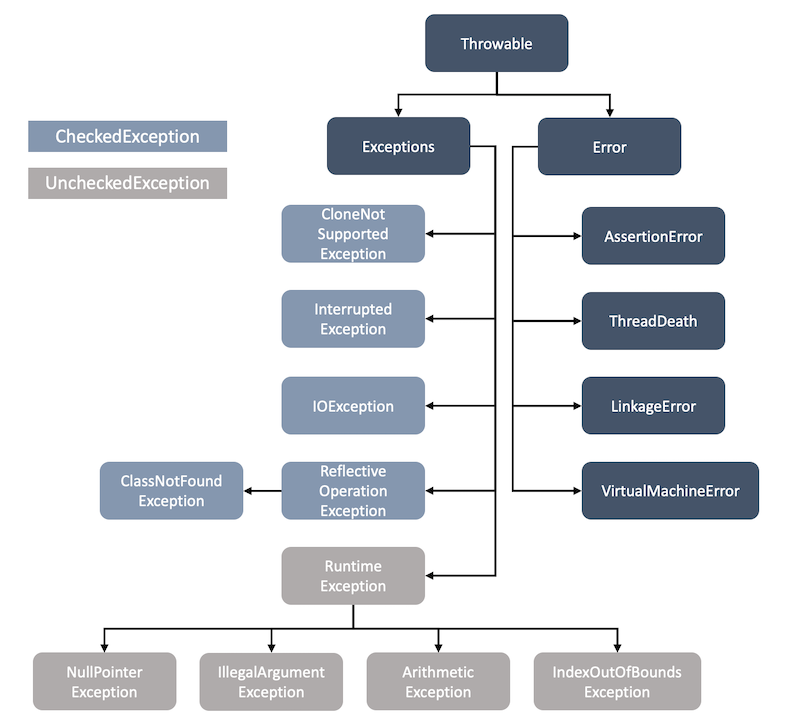 Throwable
CheckedException
UncheckedException
Exceptions
Error
CloneNot
Supported
Exception
AssertionError
Interrupted
Exception
ThreadDeath
IOException
LinkageError
ClassNotFound
Exception
Reflective
Operation
Exception
VirtualMachineError
Runtime
Exception
NullPointer
Exception
IllegalArgument
Exception
Arithmetic
Exception
IndexOutOfBounds
Exception